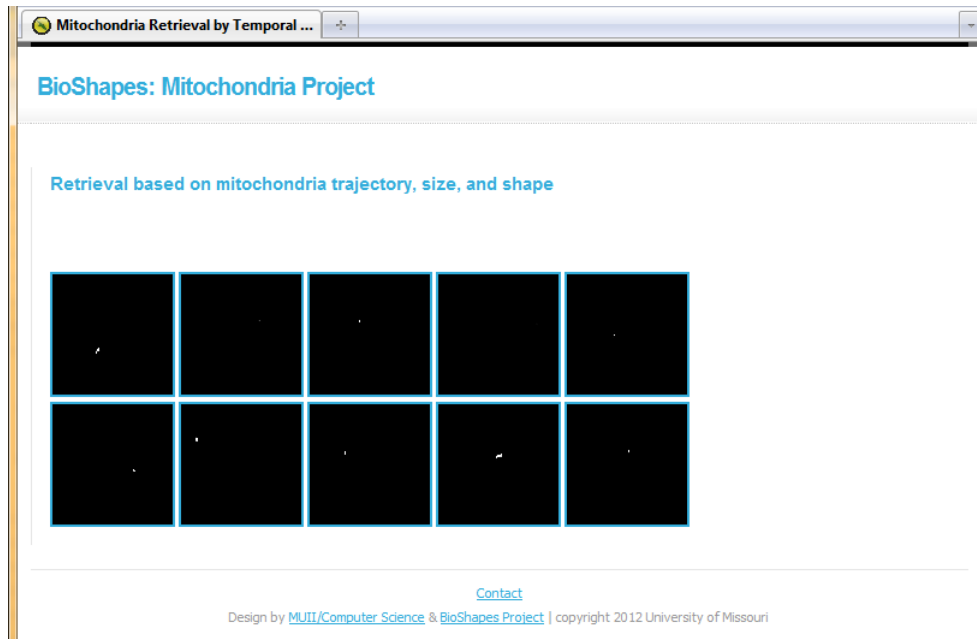 Mitochondria Retrieval by Temporal ...
BioShapes: Mitochondria Project
Retrieval based on mitochondria trajectory, size, and shape
Contact
Design by MUII/Computer Science & BioShapes Project | copyright 2012 University of Missouri